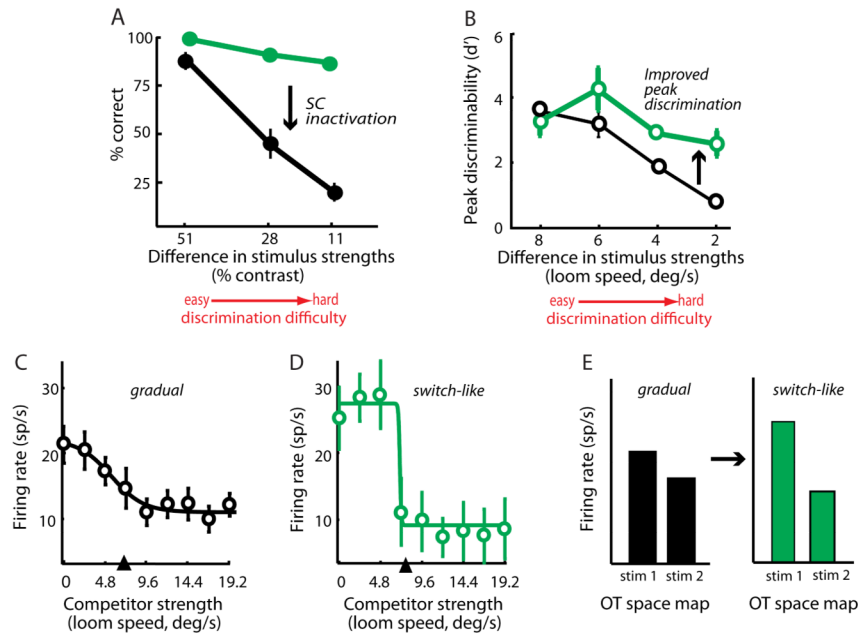 A
% correct
100
75
50
25
SC
inactivation
51
28
11
Difference in stimulus strengths
(% contrast)
easy
hard
discrimination difficulty
B
Peak discriminability (d')
6
4
2
0
Improved
peak
discrimination
8
6
4
2
Difference in stimulus strengths
(loom speed, deg/s)
easy
hard
discrimination difficulty
C
gradual
Firing rate (sp/s)
30
20
10
0
4.8
9.6
14.4
19.2
Competitor strength
(loom speed, deg/s)
D
switch-like
Firing rate (sp/s)
30
20
10
0
4.8
9.6
14.4
19.2
Competitor strength
(loom speed, deg/s)
E
gradual
switch-like
Firing rate (sp/s)
stim 1
stim 2
stim 1
stim 2
OT space map
OT space map